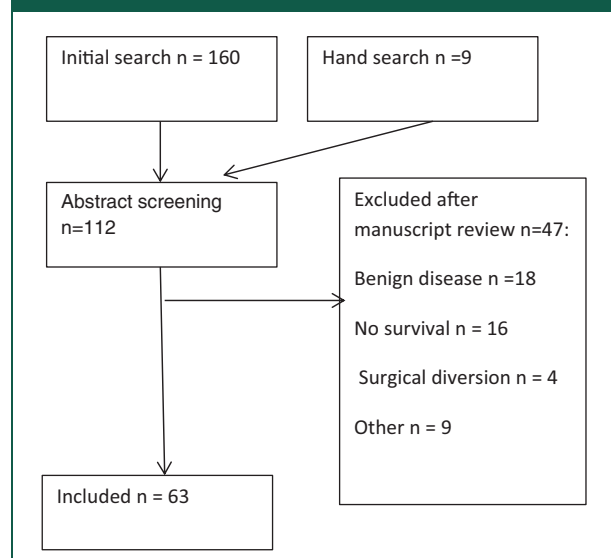 Initial search n = 160
Hand search n =9
Abstract screening
n=112
Excluded after
manuscript review n=47:
Benign disease n =18
No survival n = 16
Surgical diversion n = 4
Other n = 9
Included n = 63